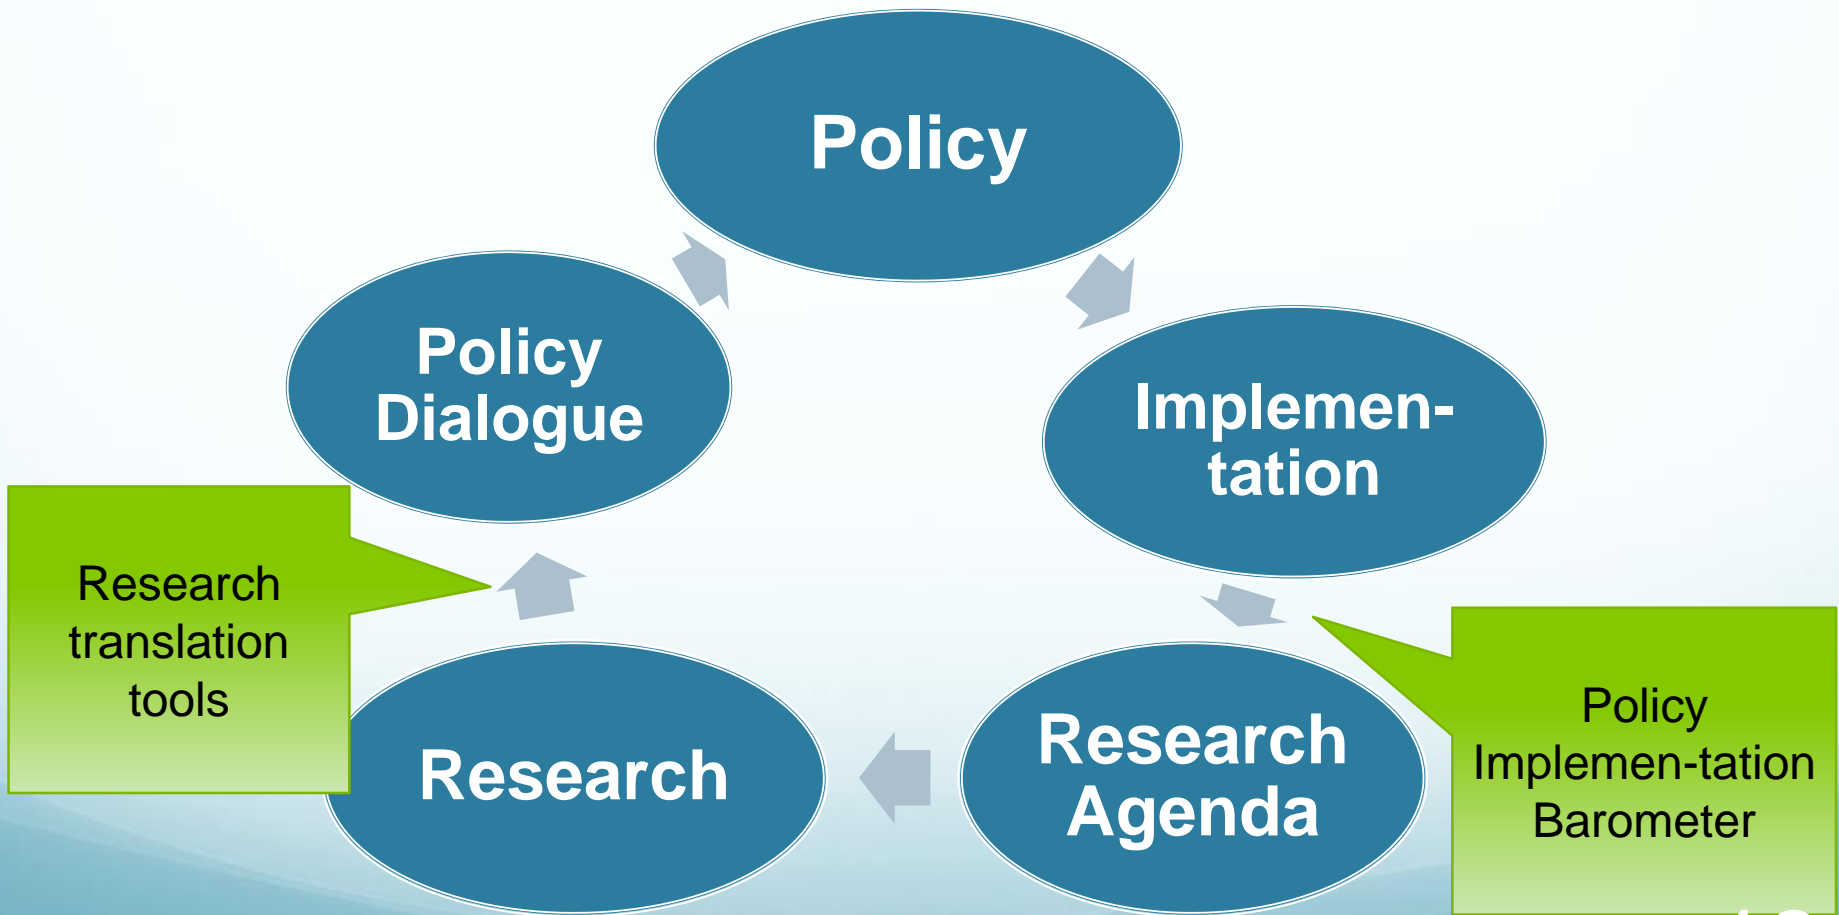 Policy
Policy
Dialogue
Implemen-
tation
Research
translation
tools
Research
Research
Agenda
Policy
Implemen-tation
Barometer